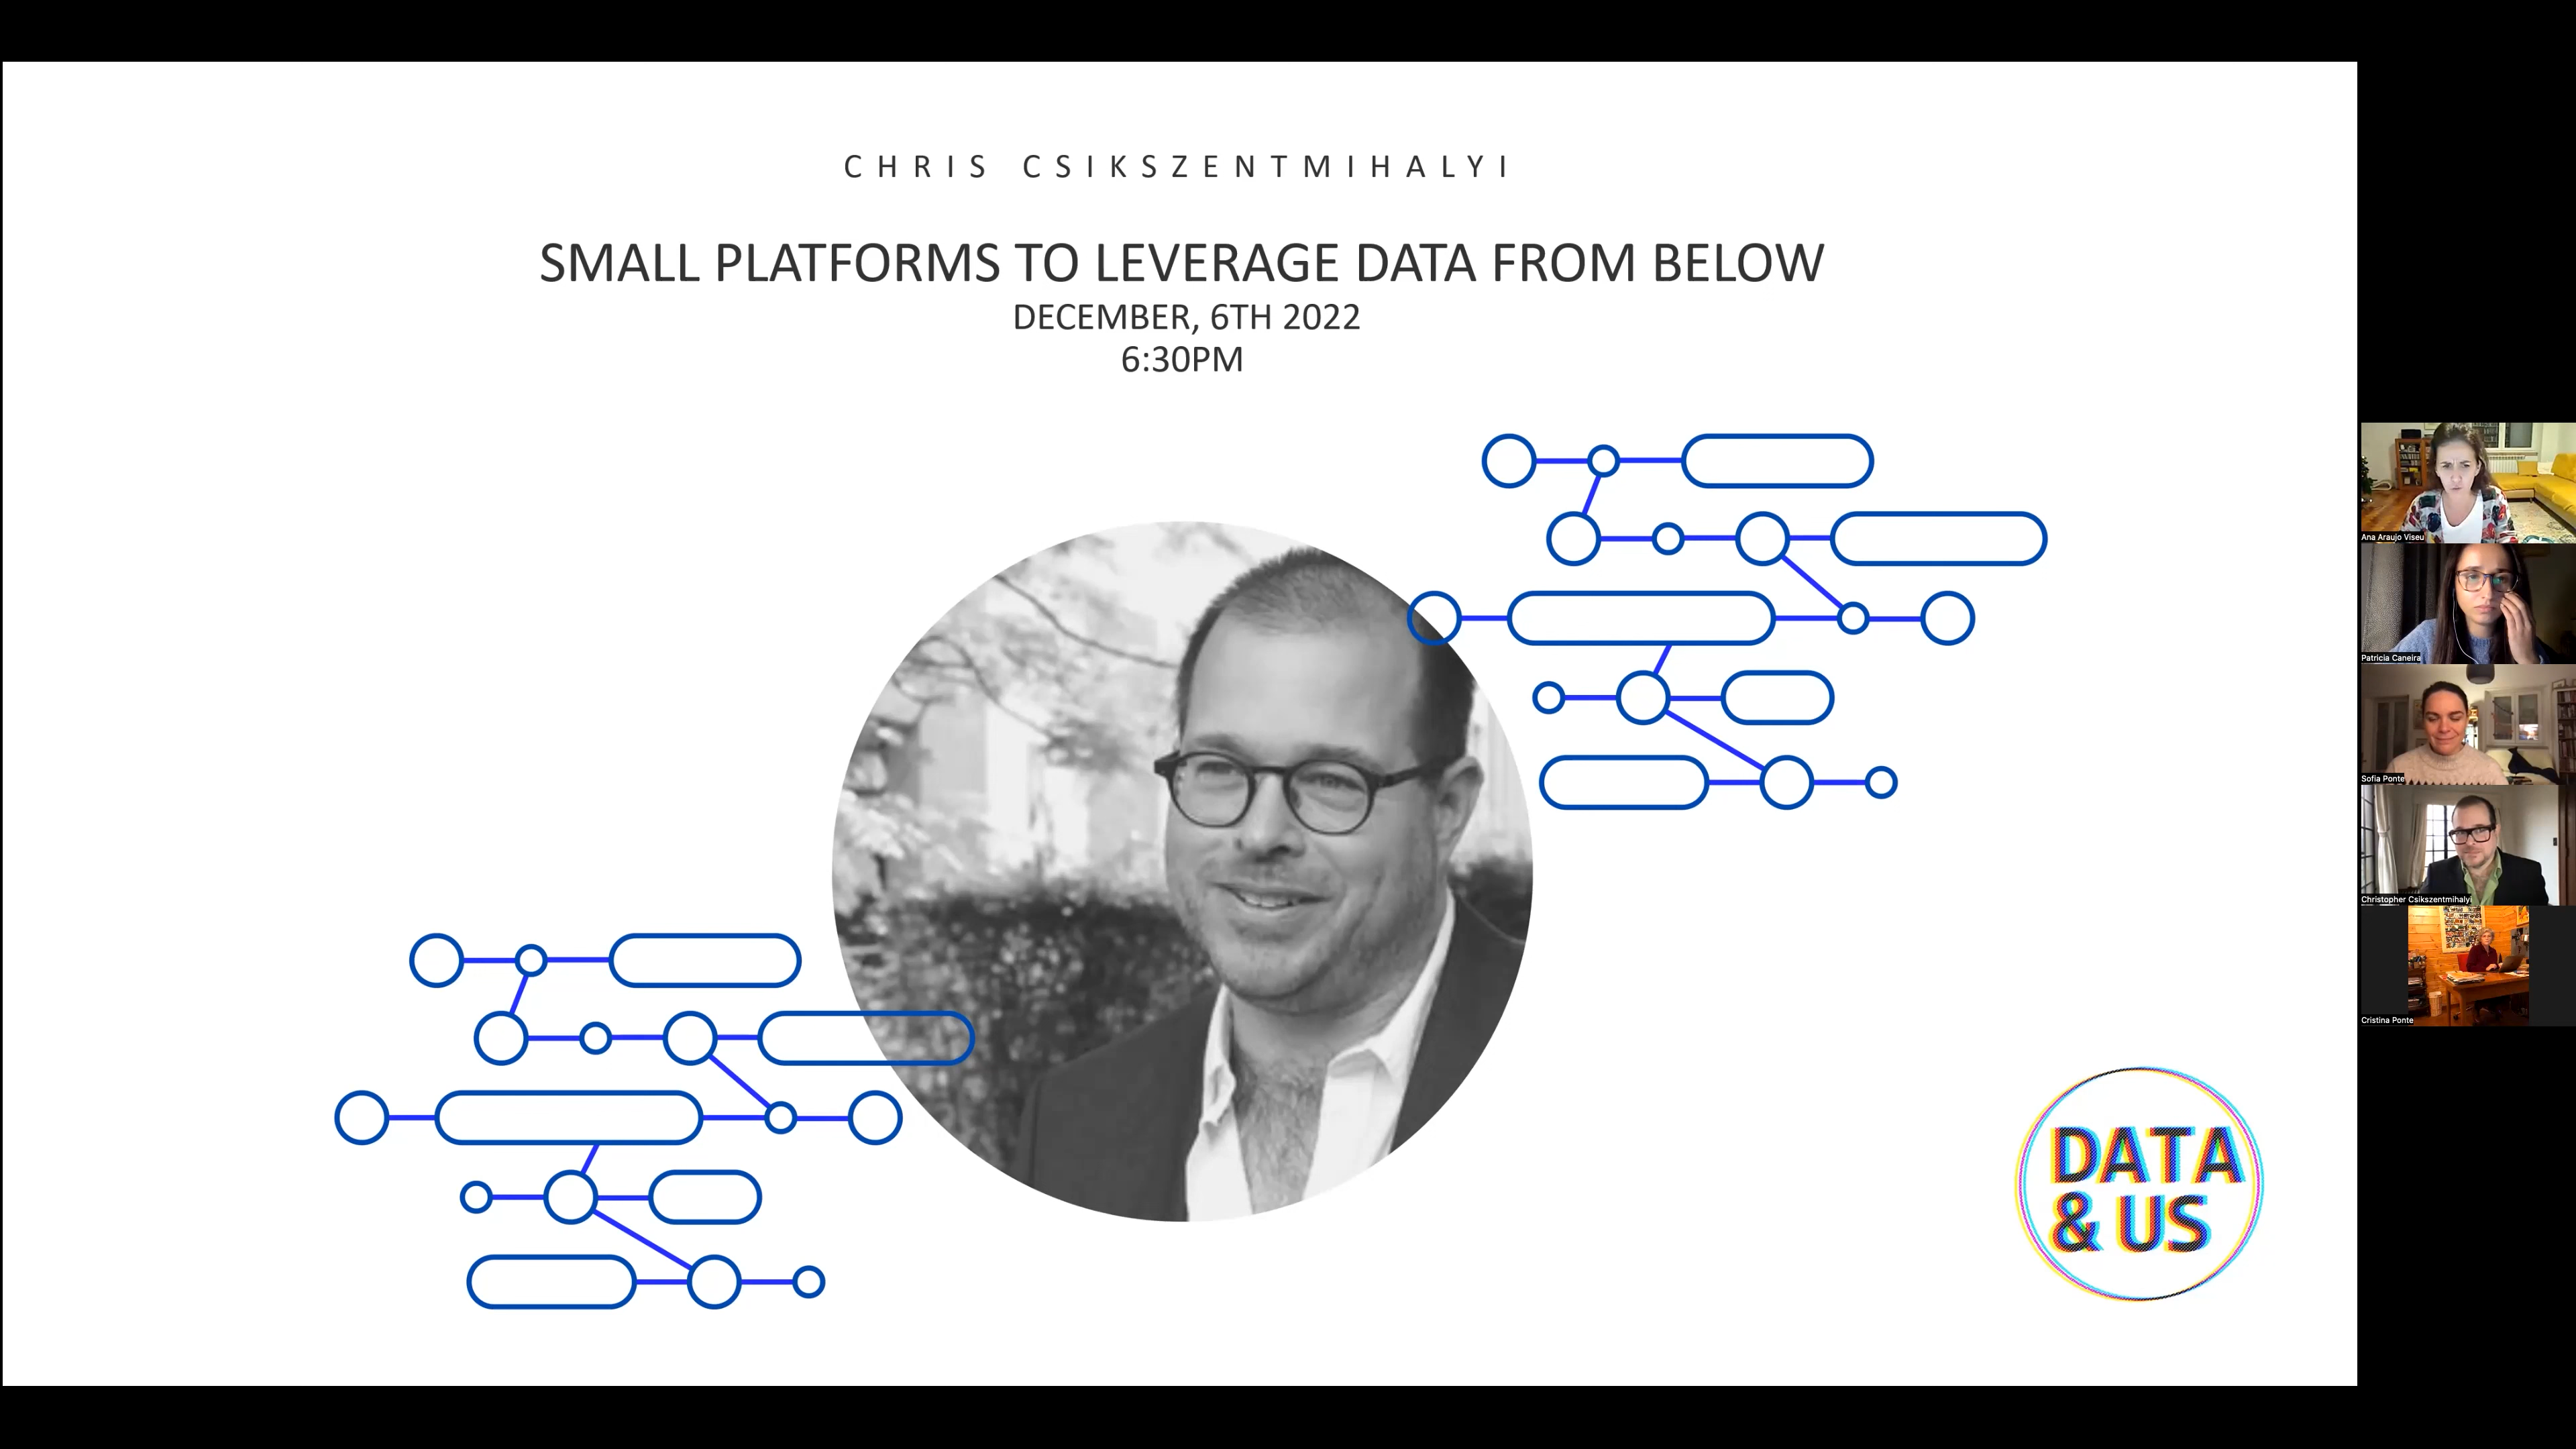 CHRIS CSIKSZENTMIHALYI
SMALL PLATFORMS TO LEVERAGE DATA FROM BELOW
DECEMBER, 6TH 2022
6:30PM
Ana Araujo Viseu
Patricia Caneira
Sofia Ponte
Christopher Csikszentmihalyi
Cristina Ponte
DATA
& US